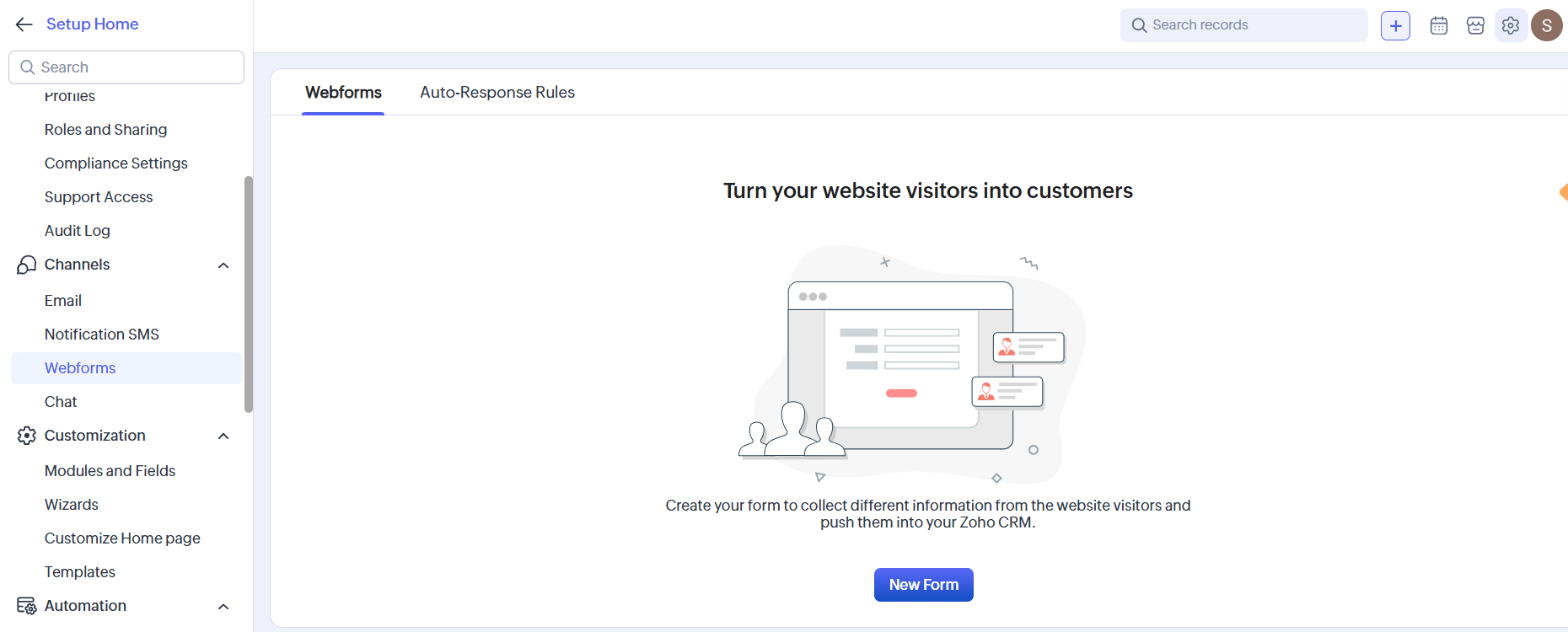 Setup Home
Search records
S
Search
Profiles
Roles and Sharing
Compliance Settings
Support Access
Audit Log
Channels
Email
Notification SMS
Webforms
Chat
Customization
Modules and Fields
Wizards
Customize Home page
Templates
Automation
Webforms
Auto-Response Rules
Turn your website visitors into customers
Create your form to collect different information from the website visitors and
push them into your Zoho CRM.
New Form